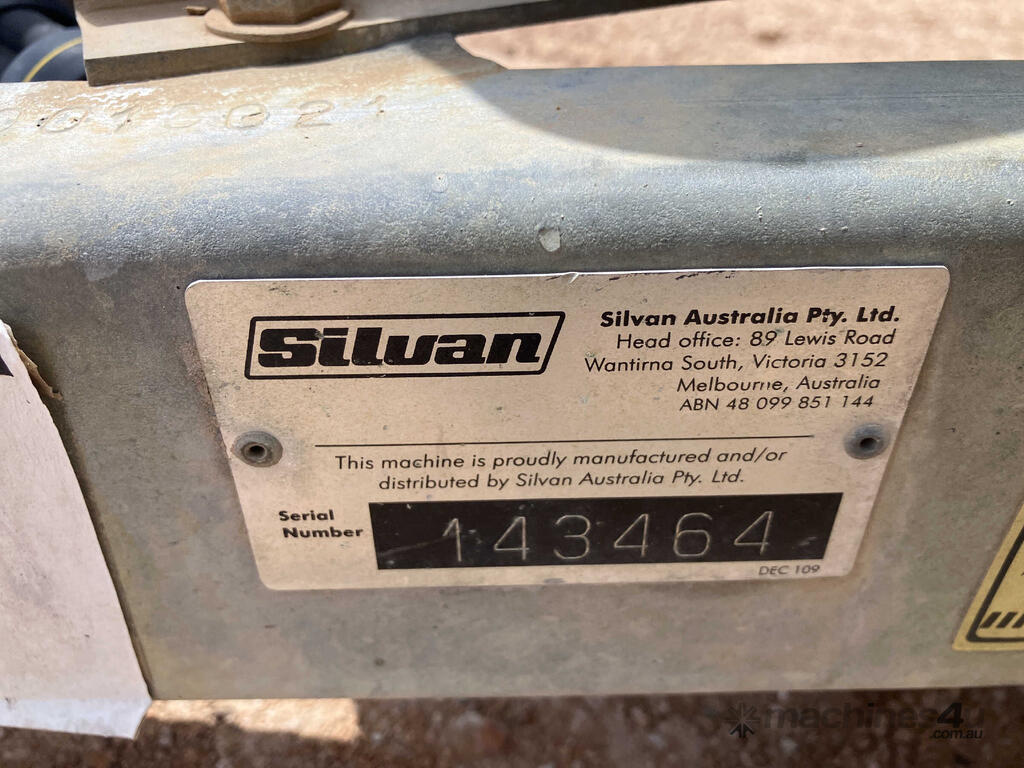 Silvan
Silvan Australia Pty. Ltd.
Head office: 89 Lewis Road
Wantirna South, Victoria 3152
Melbourne, Australia
ABN 48 099 851 144
This machine is proudly manufactured and/or
distributed by Silvan Australia Pty. Ltd.
Serial
Number
143464
DEC 109
machines4u
.com.au